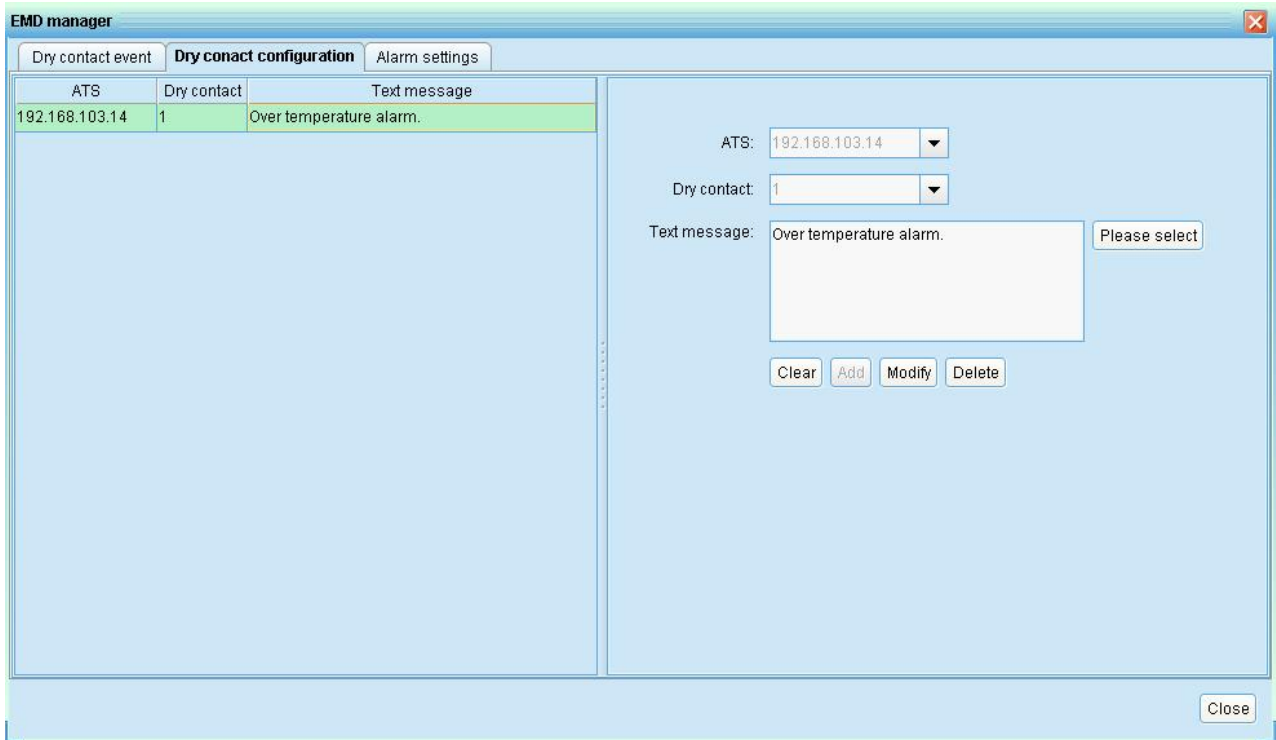 EMD manager
Dry contact event Dry conact configuration Alarm settings
ATS Dry contact Text message
192.168.103.14 1 Over temperature alarm.
ATS: 192.168.103.14
Dry contact: 1
Text message: Over temperature alarm. Please select
Clear Add Modify Delete
Close